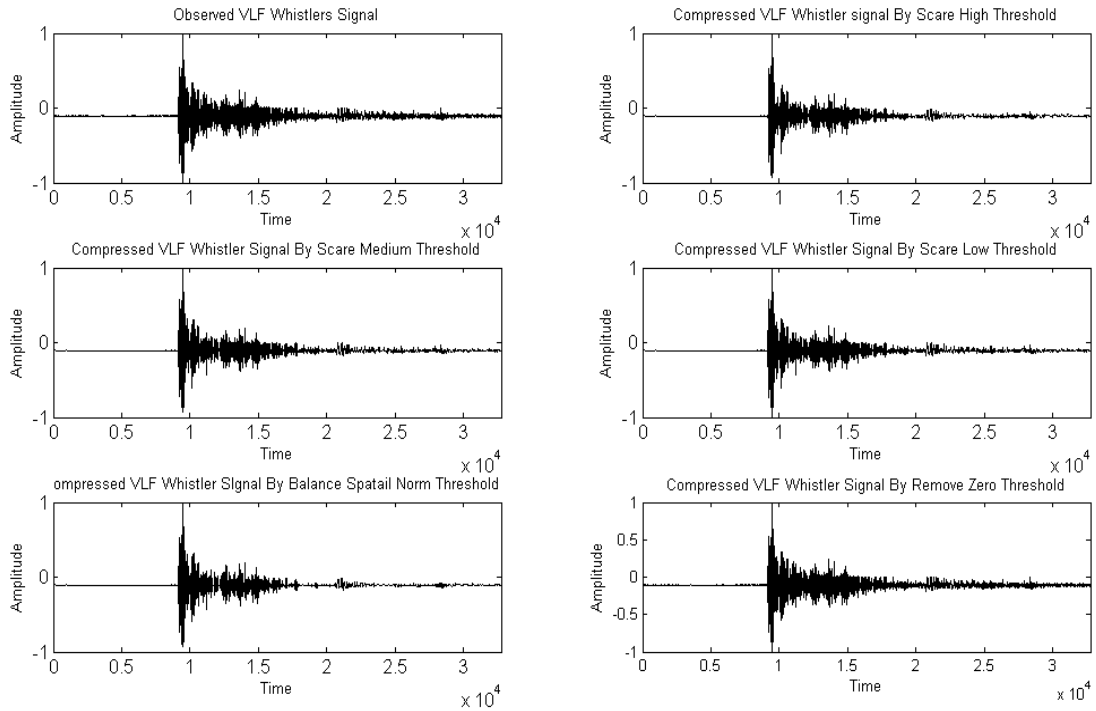 Observed VLF Whistlers Signal
1
0
-1
Amplitude
0 0.5 1 1.5 2 2.5 3
Time
x 10^4
Compressed VLF Whistler signal By Scare High Threshold
1
0
-1
Amplitude
0 0.5 1 1.5 2 2.5 3
Time
x 10^4
Compressed VLF Whistler Signal By Scare Medium Threshold
1
0
-1
Amplitude
0 0.5 1 1.5 2 2.5 3
Time
x 10^4
Compressed VLF Whistler Signal By Scare Low Threshold
1
0
-1
Amplitude
0 0.5 1 1.5 2 2.5 3
Time
x 10^4
ompressed VLF Whistler SIgnal By Balance Spatail Norm Threshold
1
0
-1
Amplitude
0 0.5 1 1.5 2 2.5 3
Time
x 10^4
Compressed VLF Whistler Signal By Remove Zero Threshold
1
0.5
0
-0.5
-1
Amplitude
0 0.5 1 1.5 2 2.5 3
Time
x 10^4